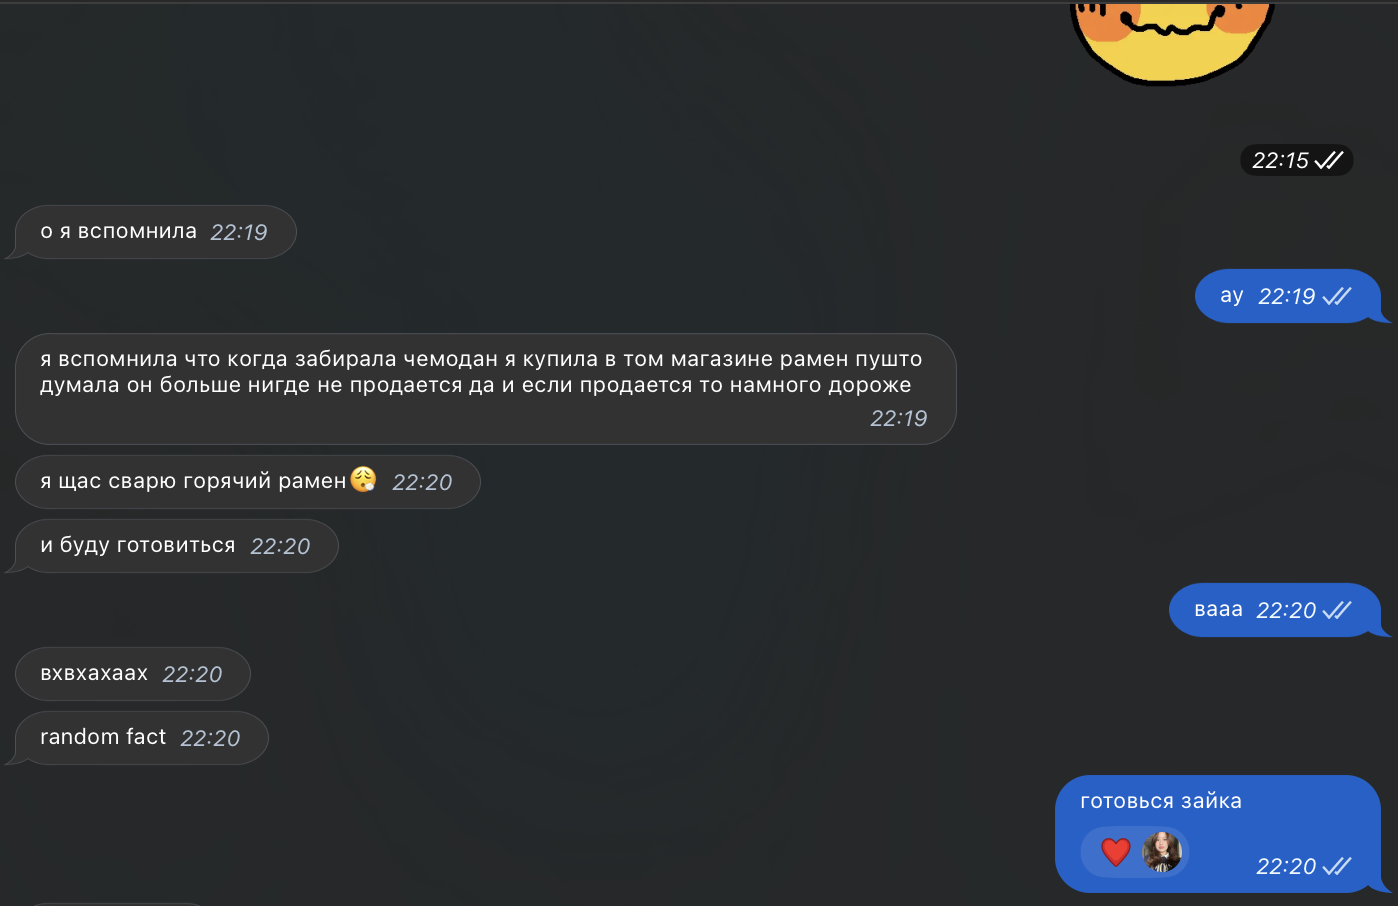 22:15
о я вспомнила 22:19
ау 22:19
я вспомнила что когда забирала чемодан я купила в том магазине рамен пушто
думала он больше нигде не продается да и если продается то намного дороже
22:19
я щас сварю горячий рамен😮‍💨 22:20
и буду готовиться 22:20
вааа 22:20
вхвхахаах 22:20
random fact 22:20
готовься зайка
❤️ 22:20